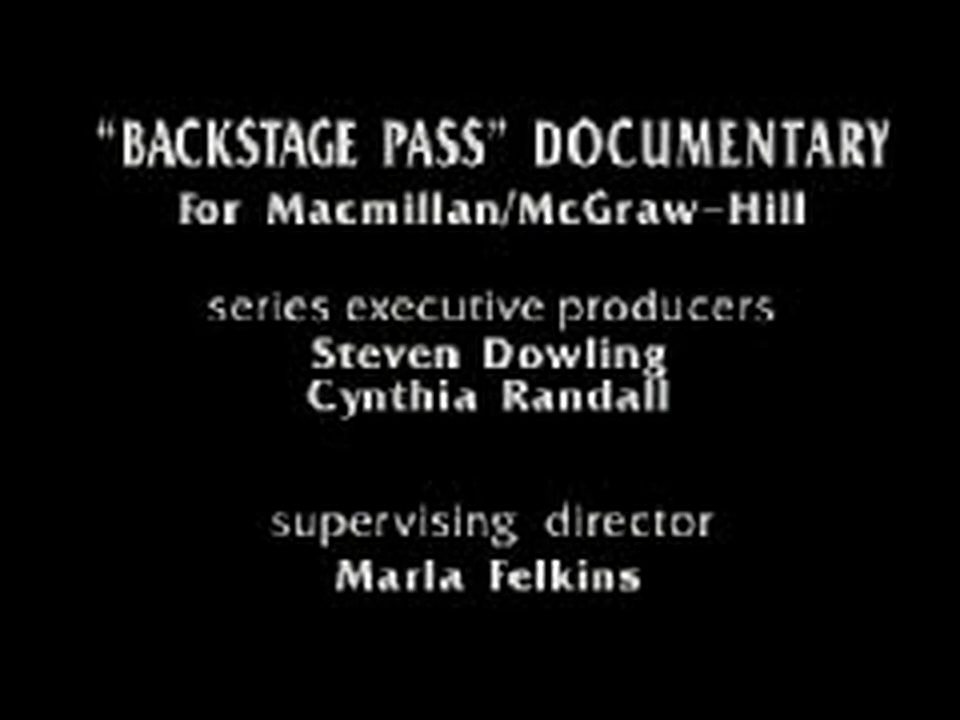 “BACKSTAGE PASS” DOCUMENTARY
For Macmillan/McGraw-Hill
series executive producers
Steven Dowling
Cynthia Randall
supervising director
Marla Felkins